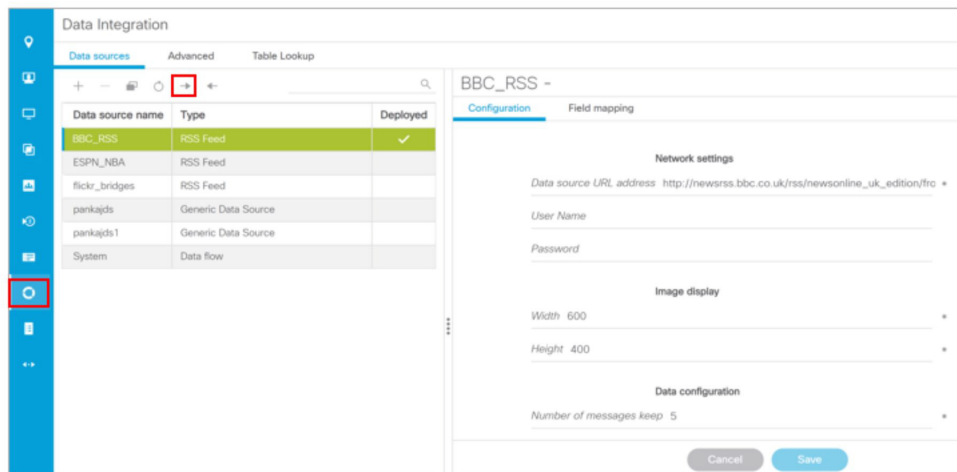 Data Integration
Data sources Advanced Table Lookup
Data source name Type Deployed
BBC_RSS RSS Feed
ESPN_NBA RSS Feed
flickr_bridges RSS Feed
pankajds Generic Data Source
pankajds1 Generic Data Source
System Data flow
BBC_RSS -
Configuration Field mapping
Network settings
Data source URL address http://newsrss.bbc.co.uk/rss/newsonline_uk_edition/fro *
User Name
Password
Image display
Width 600 *
Height 400 *
Data configuration
Number of messages keep 5 *
Cancel Save